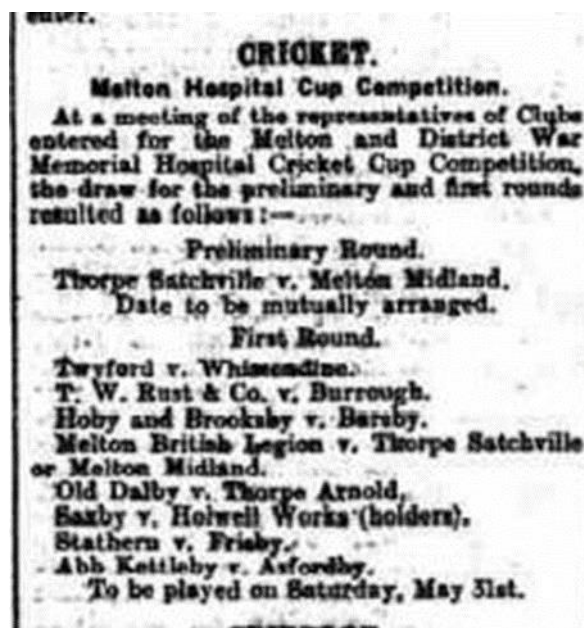 enter.
CRICKET.
Melton Hospital Cup Competition.
At a meeting of the representatives of Clubs
entered for the Melton and District War
Memorial Hospital Cricket Cup Competition,
the draw for the preliminary and first rounds
resulted as follows:—
Preliminary Round.
Thorpe Satchville v. Melton Midland.
Date to be mutually arranged.
First Round.
Twyford v. Whissendine.
T. W. Rust & Co. v. Burrough.
Hoby and Brooksby v. Barsby.
Melton British Legion v. Thorpe Satchville
or Melton Midland.
Old Dalby v. Thorpe Arnold.
Saxby v. Holwell Works (holders).
Stathern v. Frisby.
Abb Kettleby v. Asfordby.
To be played on Saturday, May 31st.